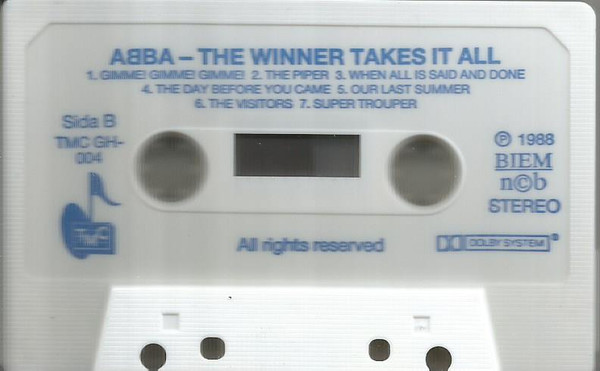 ABBA – THE WINNER TAKES IT ALL
1. GIMME! GIMME! GIMME! 2. THE PIPER 3. WHEN ALL IS SAID AND DONE
4. THE DAY BEFORE YOU CAME 5. OUR LAST SUMMER
6. THE VISITORS 7. SUPER TROUPER
Sida B
TMC GH-
004
TMC
℗ 1988
BIEM
n©b
STEREO
All rights reserved
DOLBY SYSTEM®